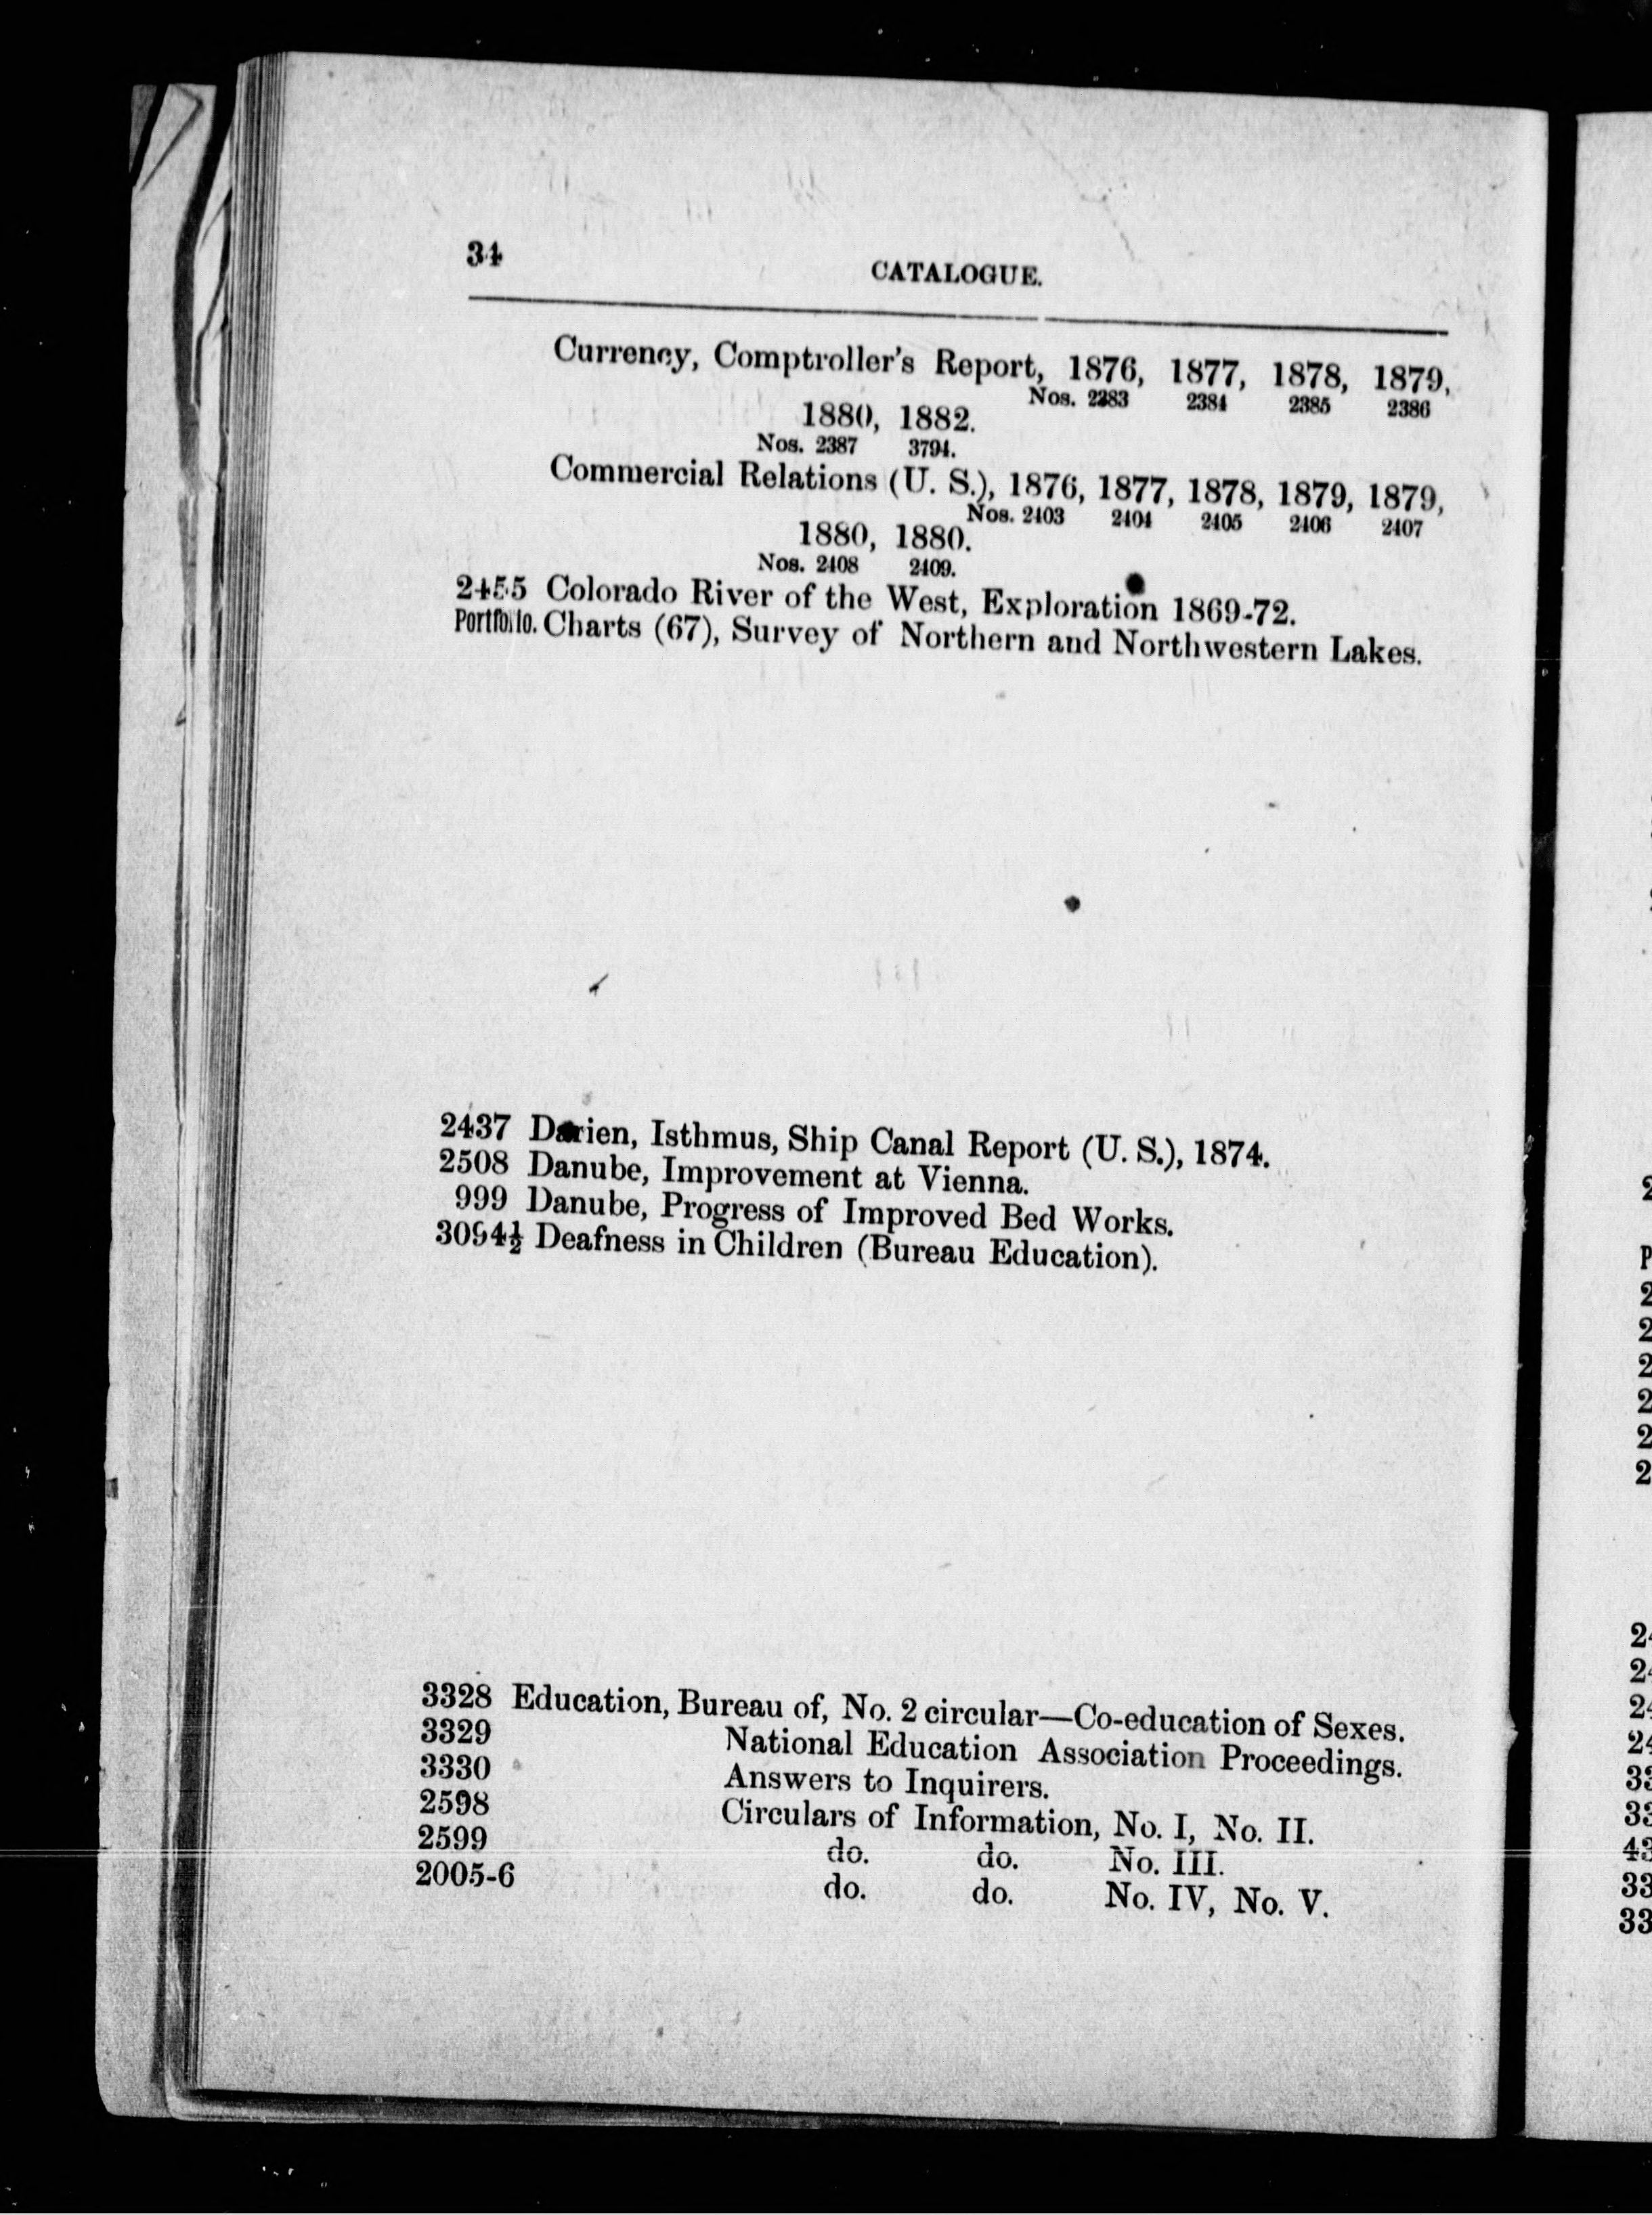 34
CATALOGUE.
Currency, Comptroller's Report, 1876, 1877, 1878, 1879,
Nos. 2383 2384 2385 2386
1880, 1882.
Nos. 2387 3794.
Commercial Relations (U. S.), 1876, 1877, 1878, 1879, 1879,
Nos. 2403 2404 2405 2406 2407
1880, 1880.
Nos. 2408 2409.
2455 Colorado River of the West, Exploration 1869-72.
Portfolio. Charts (67), Survey of Northern and Northwestern Lakes.
2437 Darien, Isthmus, Ship Canal Report (U. S.), 1874.
2508 Danube, Improvement at Vienna.
999 Danube, Progress of Improved Bed Works.
3094½ Deafness in Children (Bureau Education).
3328 Education, Bureau of, No. 2 circular—Co-education of Sexes.
3329 National Education Association Proceedings.
3330 Answers to Inquirers.
2598 Circulars of Information, No. I, No. II.
2599 do. do. No. III.
2005-6 do. do. No. IV, No. V.